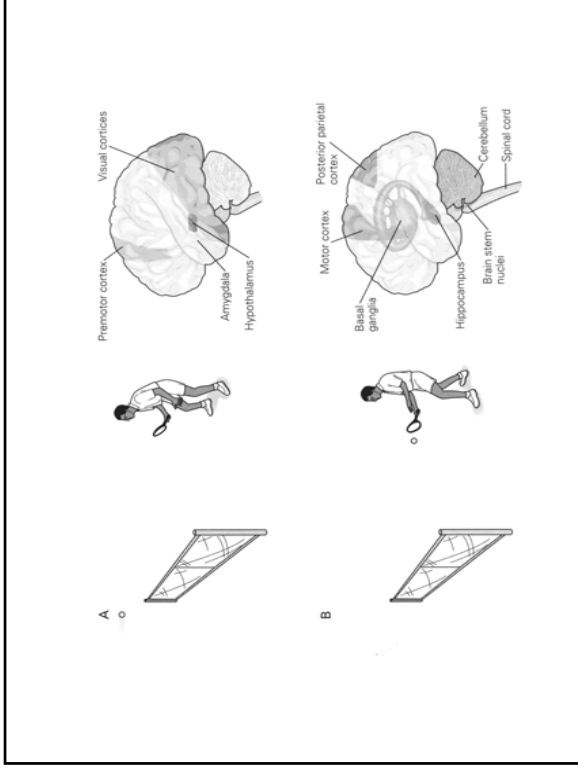 A
Premotor cortex
Visual cortices
Amygdala
Hypothalamus
B
Motor cortex
Posterior parietal
cortex
Basal
ganglia
Hippocampus
Brain stem
nuclei
Cerebellum
Spinal cord